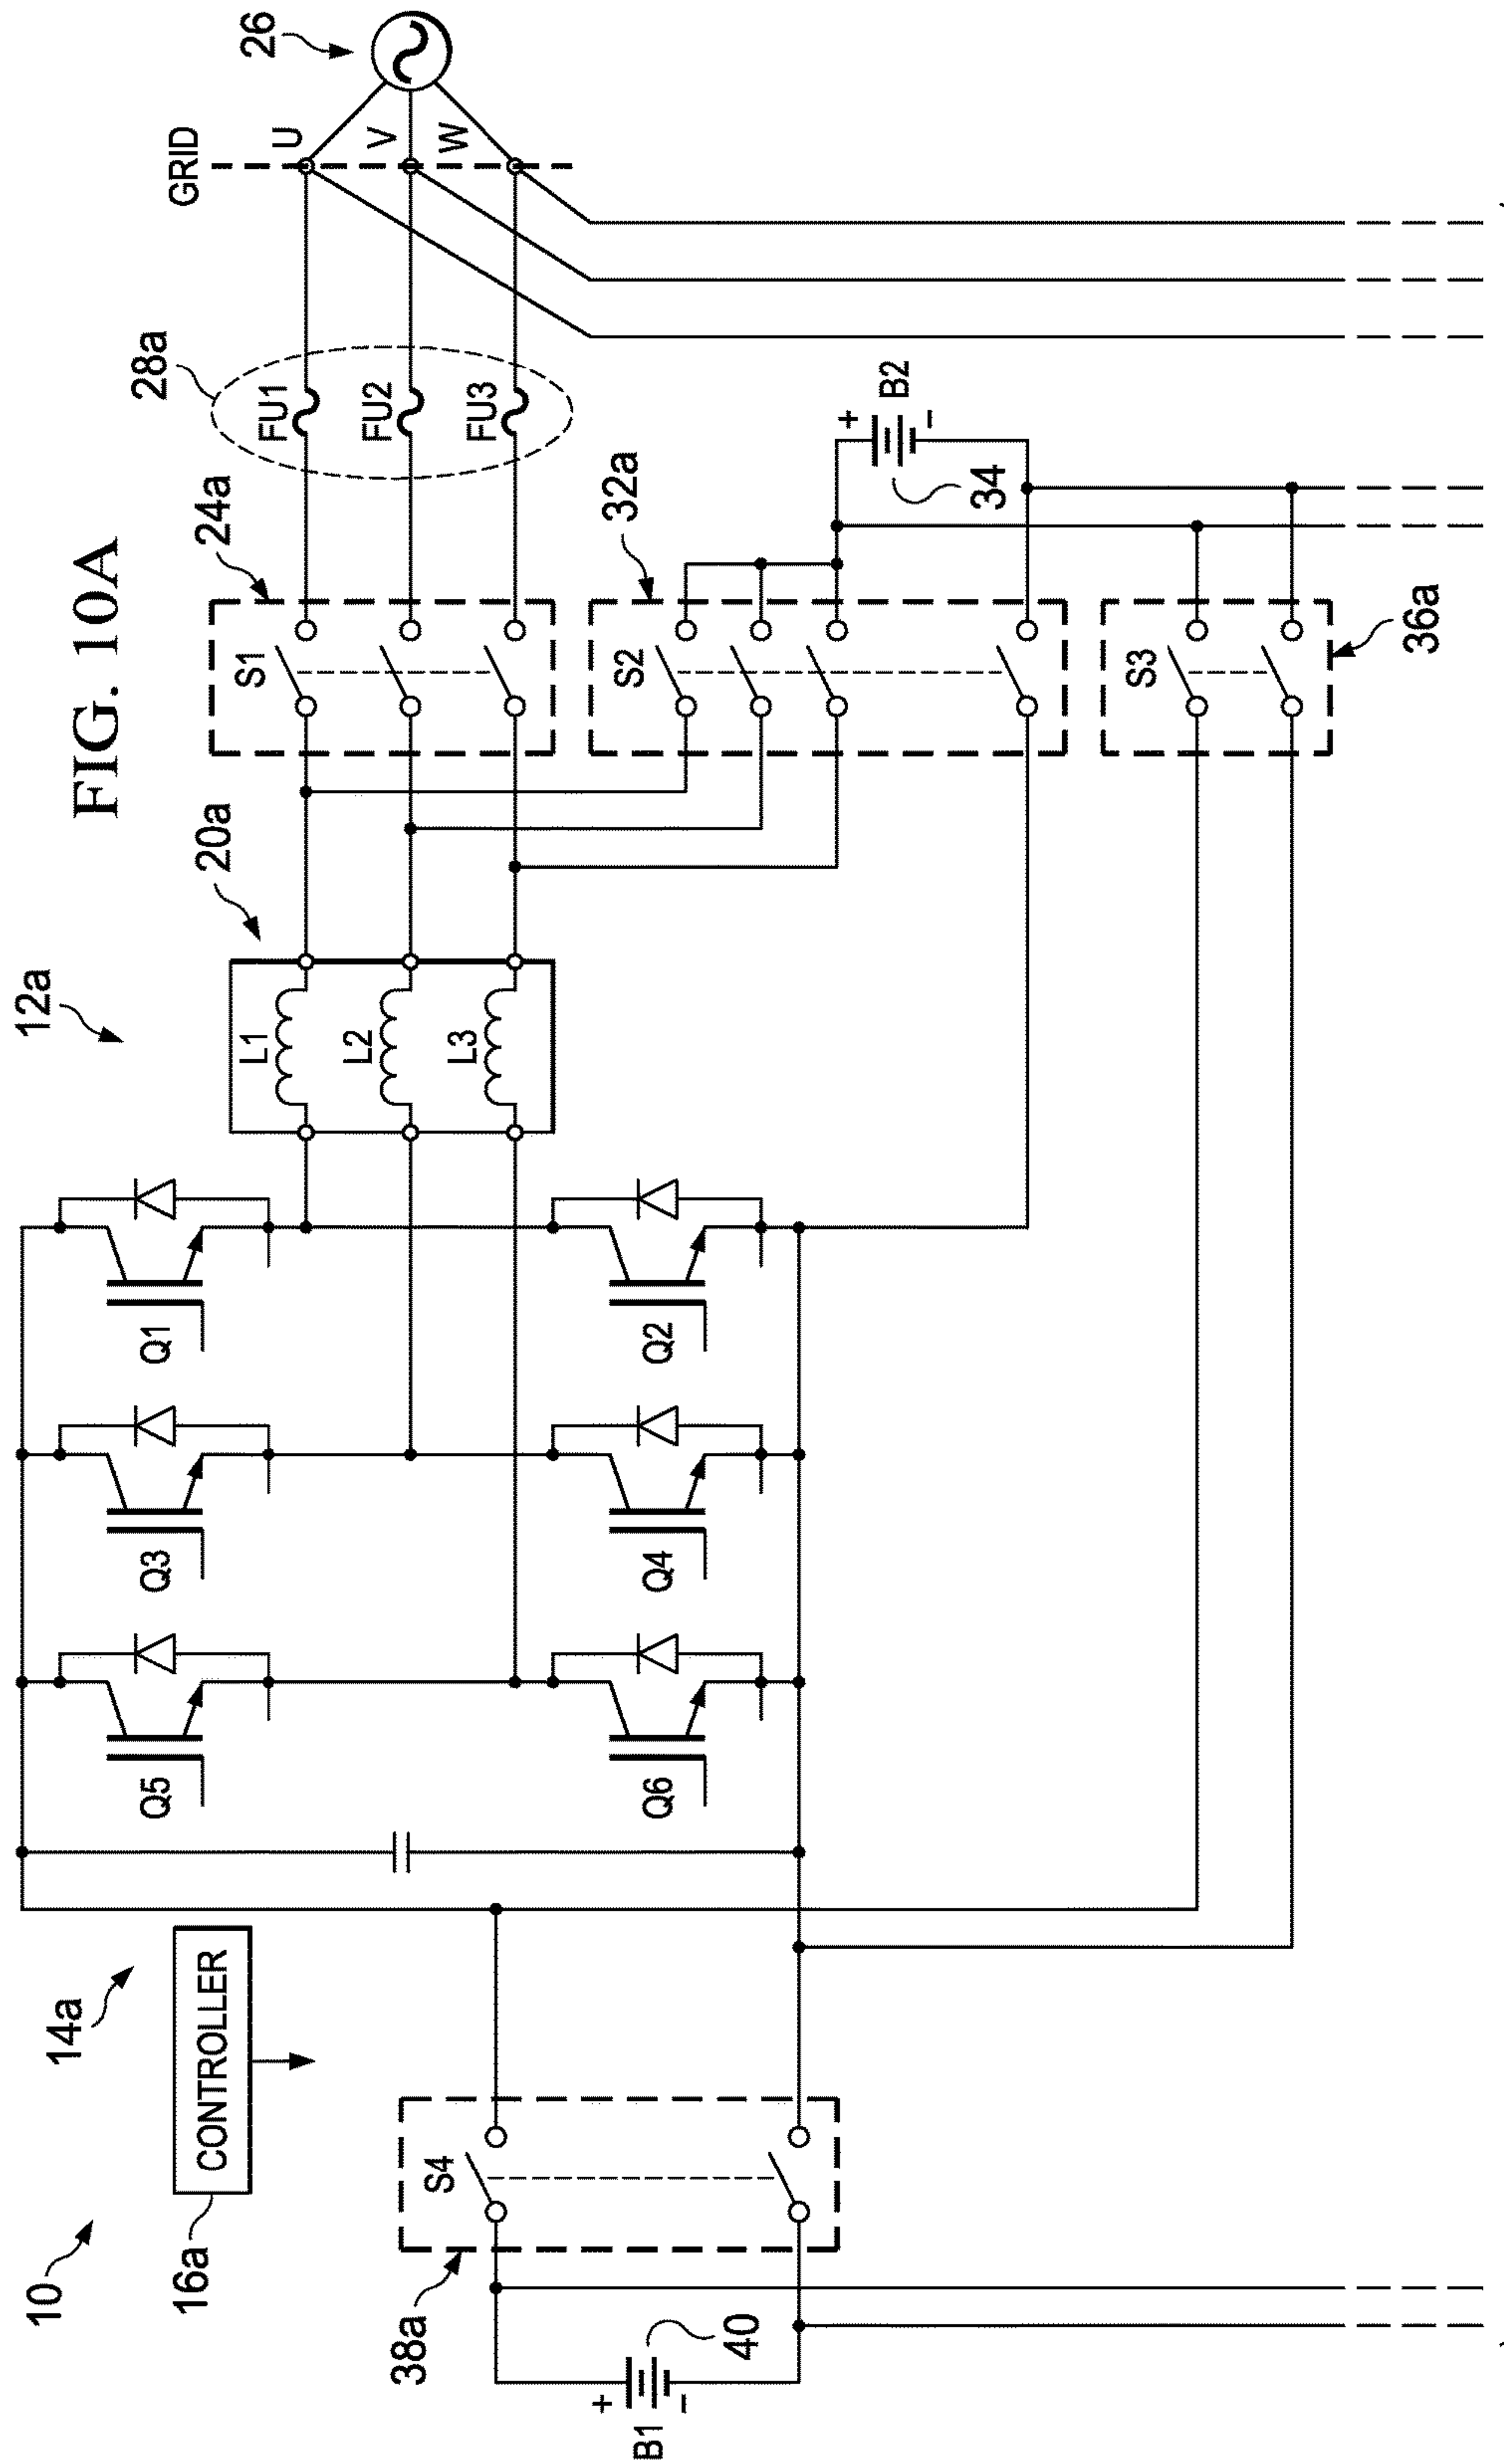 FIG. 10A
10
12a
14a
16a
CONTROLLER
38a
S4
+
B1
−
40
Q5
Q3
Q1
Q6
Q4
Q2
20a
L1
L2
L3
24a
S1
28a
FU1
FU2
FU3
GRID
U
V
W
26
32a
S2
+
B2
−
34
S3
36a